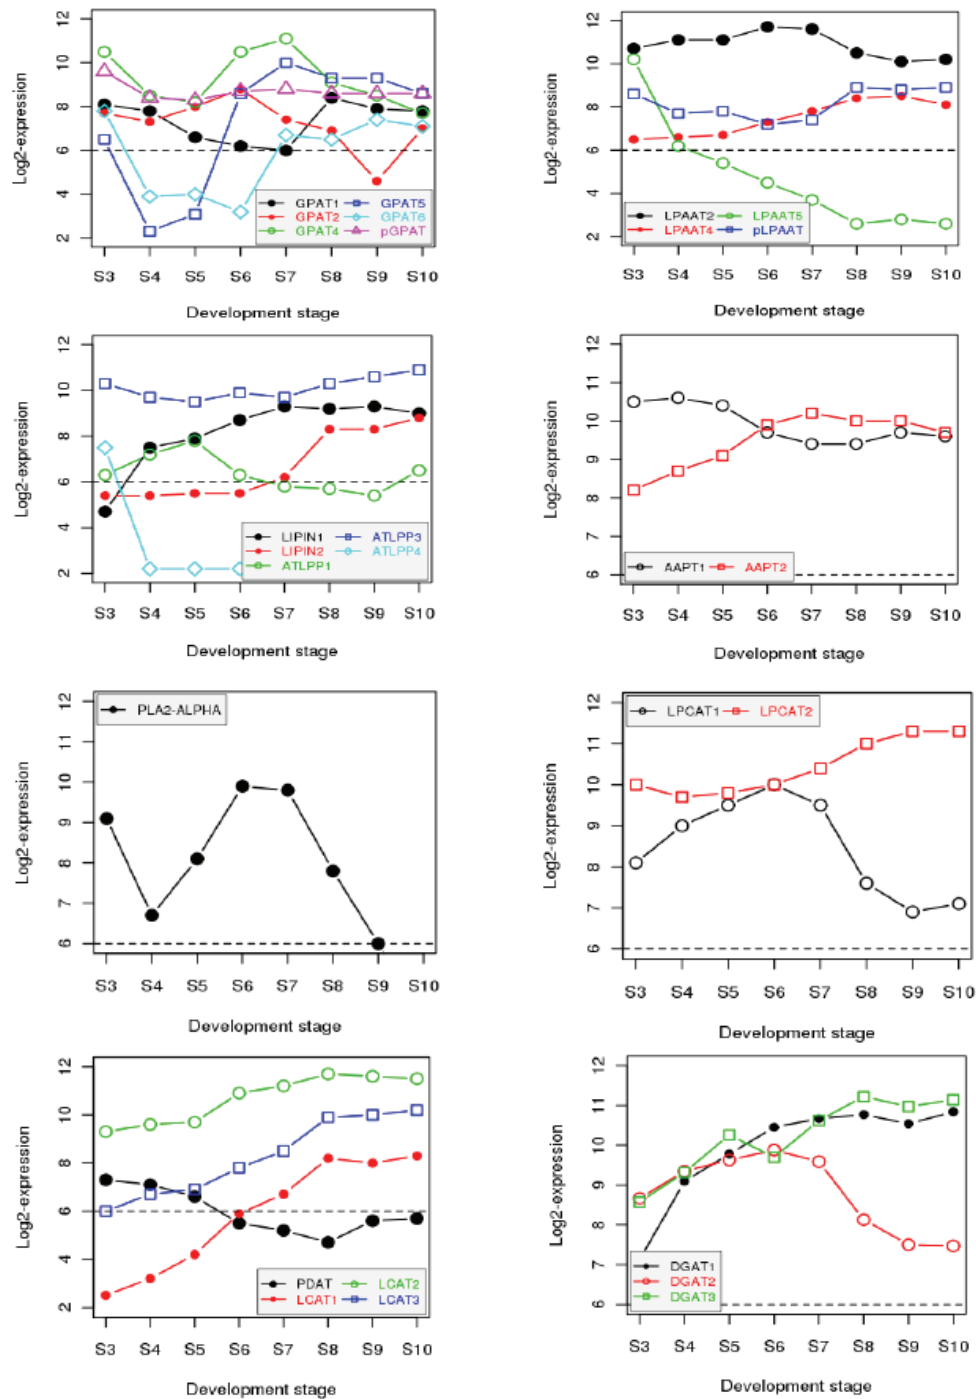 Log2-expression
12
10
8
6
4
2
GPAT1 GPAT5
GPAT2 GPAT6
GPAT4 pGPAT
S3 S4 S5 S6 S7 S8 S9 S10
Development stage
Log2-expression
12
10
8
6
4
2
LPAAT2 LPAAT5
LPAAT4 pLPAAT
S3 S4 S5 S6 S7 S8 S9 S10
Development stage
Log2-expression
12
10
8
6
4
2
LIPIN1 ATLPP3
LIPIN2 ATLPP4
ATLPP1
S3 S4 S5 S6 S7 S8 S9 S10
Development stage
Log2-expression
12
11
10
9
8
7
6
AAPT1 AAPT2
S3 S4 S5 S6 S7 S8 S9 S10
Development stage
Log2-expression
12
11
10
9
8
7
6
PLA2-ALPHA
S3 S4 S5 S6 S7 S8 S9 S10
Development stage
Log2-expression
12
11
10
9
8
7
6
LPCAT1 LPCAT2
S3 S4 S5 S6 S7 S8 S9 S10
Development stage
Log2-expression
12
10
8
6
4
2
PDAT LCAT2
LCAT1 LCAT3
S3 S4 S5 S6 S7 S8 S9 S10
Development stage
Log2-expression
12
11
10
9
8
7
6
DGAT1
DGAT2
DGAT3
S3 S4 S5 S6 S7 S8 S9 S10
Development stage